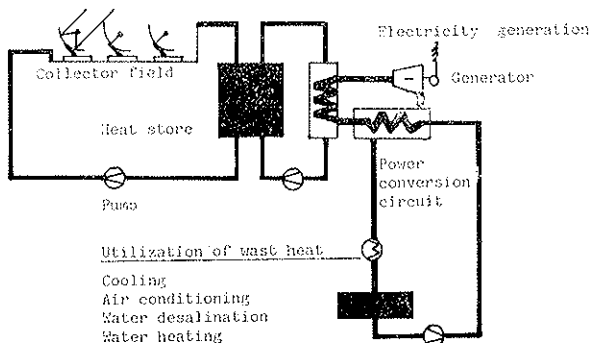 Electricity generation
Collector field
Generator
Heat store
Power
conversion
circuit
Pump
Utilization of wast heat
Cooling
Air conditioning
Water desalination
Water heating